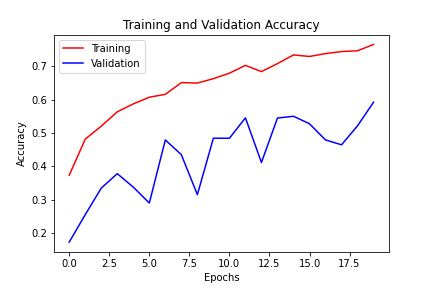 Training and Validation Accuracy
Training
Validation
Accuracy
0.7
0.6
0.5
0.4
0.3
0.2
0.0 2.5 5.0 7.5 10.0 12.5 15.0 17.5
Epochs